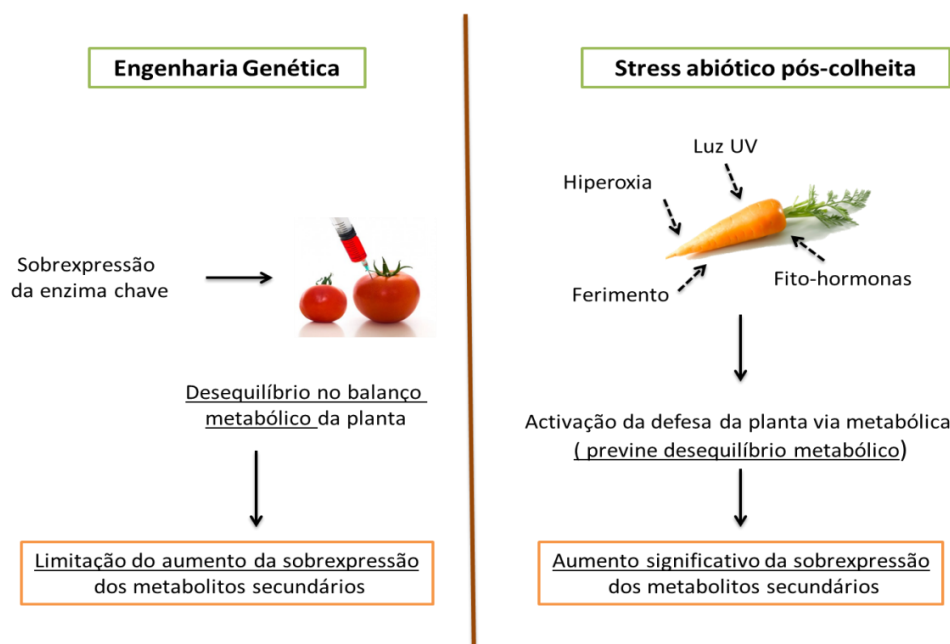 Engenharia Genética
Sobrexpressão
da enzima chave
Desequilíbrio no balanço
metabólico da planta
Limitação do aumento da sobrexpressão
dos metabolitos secundários
Stress abiótico pós-colheita
Luz UV
Hiperoxia
Ferimento
Fito-hormonas
Activação da defesa da planta via metabólica
( previne desequilíbrio metabólico)
Aumento significativo da sobrexpressão
dos metabolitos secundários